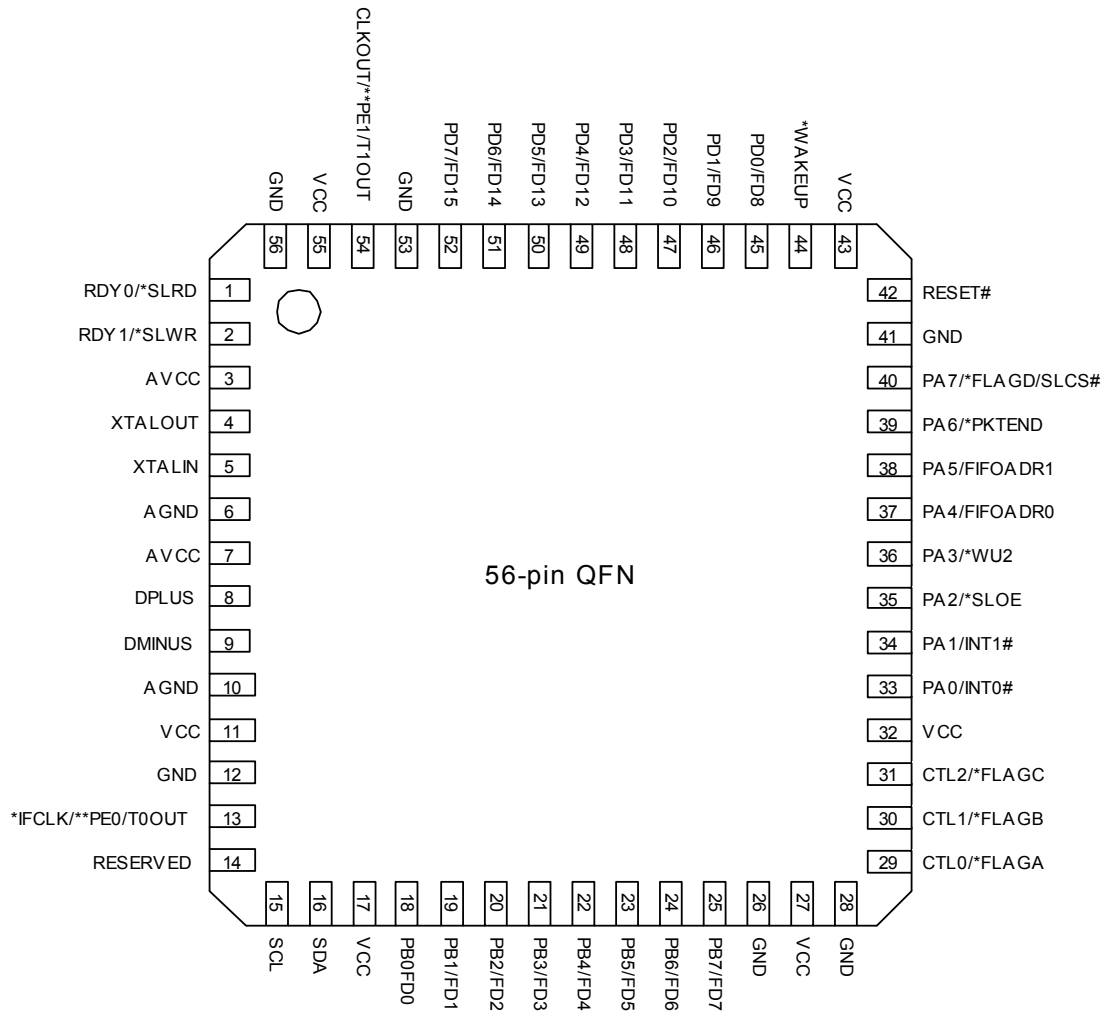 CLKOUT/**PE1/T1OUT
GND
VCC
GND
PD7/FD15
PD6/FD14
PD5/FD13
PD4/FD12
PD3/FD11
PD2/FD10
PD1/FD9
PD0/FD8
*WAKEUP
VCC
56
55
54
53
52
51
50
49
48
47
46
45
44
43
RDY0/*SLRD 1
RDY1/*SLWR 2
AVCC 3
XTALOUT 4
XTALIN 5
AGND 6
AVCC 7
DPLUS 8
DMINUS 9
AGND 10
VCC 11
GND 12
*IFCLK/**PE0/T0OUT 13
RESERVED 14
56-pin QFN
42 RESET#
41 GND
40 PA7/*FLAGD/SLCS#
39 PA6/*PKTEND
38 PA5/FIFOADR1
37 PA4/FIFOADR0
36 PA3/*WU2
35 PA2/*SLOE
34 PA1/INT1#
33 PA0/INT0#
32 VCC
31 CTL2/*FLAGC
30 CTL1/*FLAGB
29 CTL0/*FLAGA
15
16
17
18
19
20
21
22
23
24
25
26
27
28
SCL
SDA
VCC
PB0FD0
PB1/FD1
PB2/FD2
PB3/FD3
PB4/FD4
PB5/FD5
PB6/FD6
PB7/FD7
GND
VCC
GND